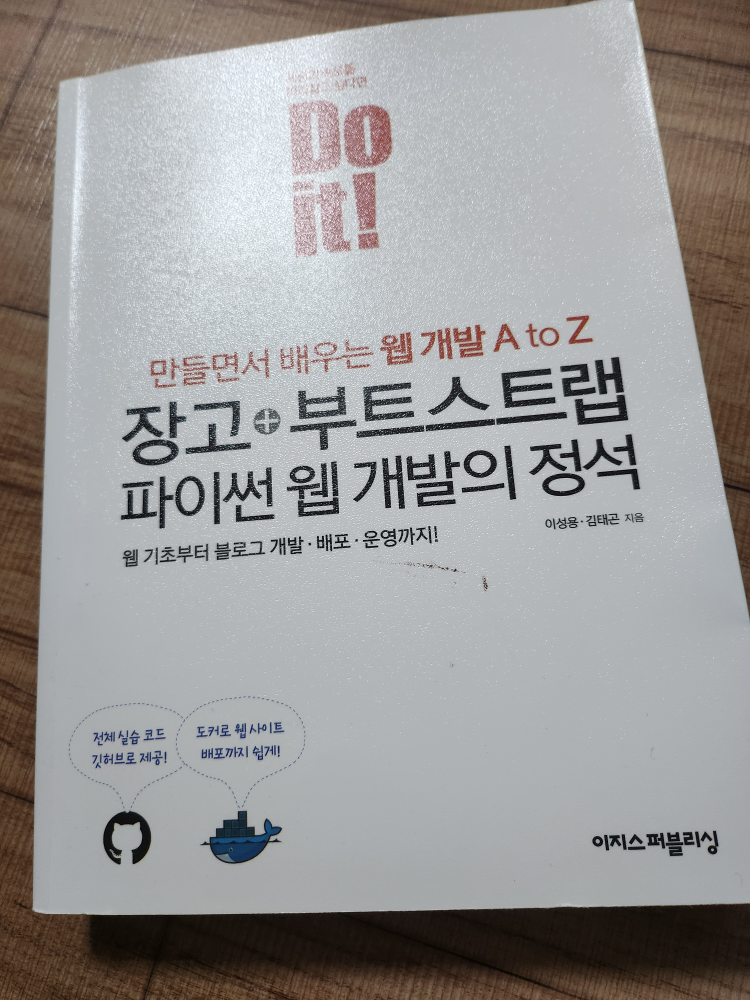 Do
it!
만들면서 배우는 웹 개발 A to Z
장고+부트스트랩
파이썬 웹 개발의 정석
이성용·김태곤 지음
웹 기초부터 블로그 개발·배포·운영까지!
전체 실습 코드
깃허브로 제공!
도커로 웹 사이트
배포까지 쉽게!
이지스퍼블리싱